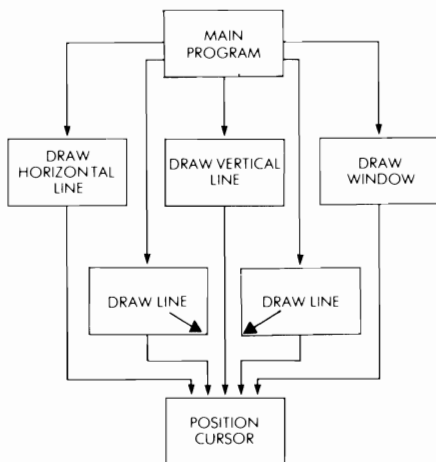 MAIN
PROGRAM
DRAW
HORIZONTAL
LINE
DRAW VERTICAL
LINE
DRAW
WINDOW
DRAW LINE
DRAW LINE
POSITION
CURSOR